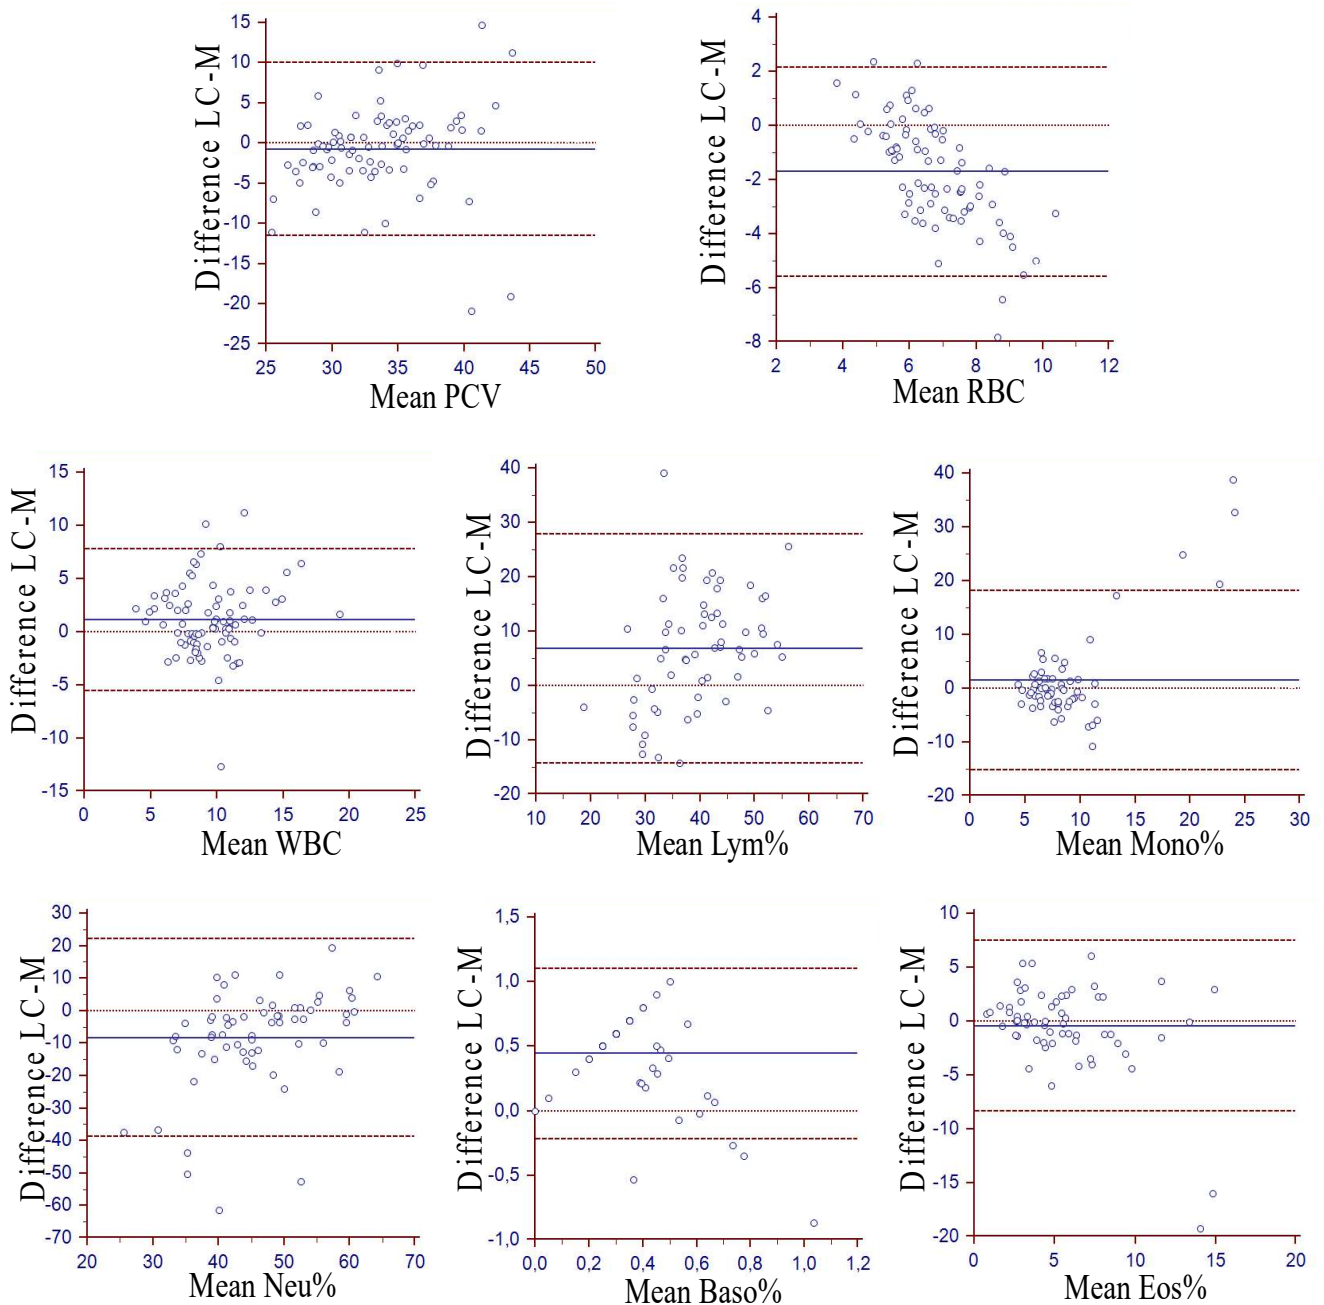 Difference LC-M
15
10
5
0
-5
-10
-15
-20
-25
25 30 35 40 45 50
Mean PCV
Difference LC-M
4
2
0
-2
-4
-6
-8
2 4 6 8 10 12
Mean RBC
Difference LC-M
15
10
5
0
-5
-10
-15
0 5 10 15 20 25
Mean WBC
Difference LC-M
40
30
20
10
0
-10
-20
10 20 30 40 50 60 70
Mean Lym%
Difference LC-M
40
30
20
10
0
-10
-20
0 5 10 15 20 25 30
Mean Mono%
Difference LC-M
30
20
10
0
-10
-20
-30
-40
-50
-60
-70
20 30 40 50 60 70
Mean Neu%
Difference LC-M
1,5
1,0
0,5
0,0
-0,5
-1,0
0,0 0,2 0,4 0,6 0,8 1,0 1,2
Mean Baso%
Difference LC-M
10
5
0
-5
-10
-15
-20
0 5 10 15 20
Mean Eos%